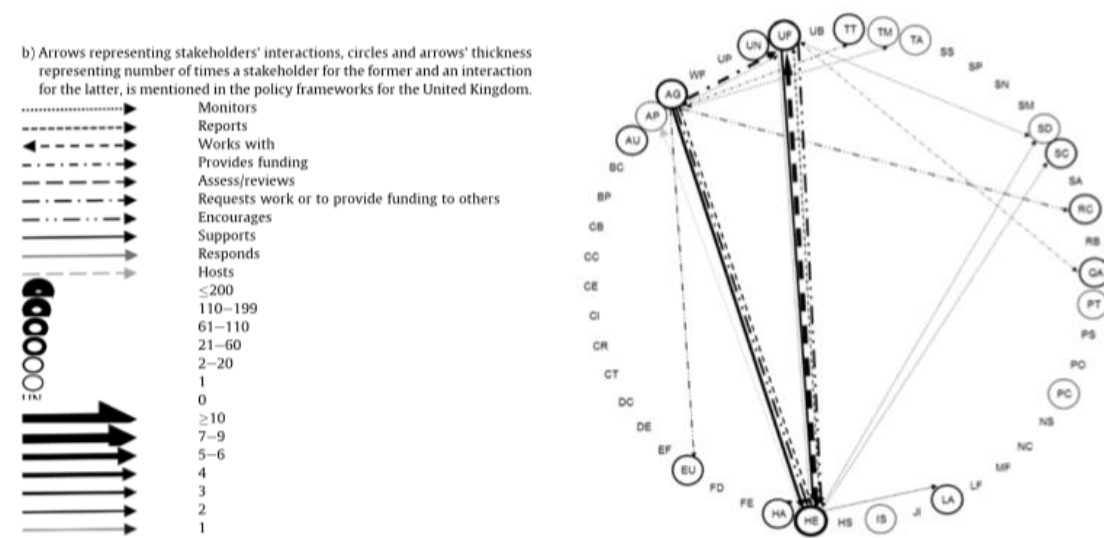 b) Arrows representing stakeholders' interactions, circles and arrows' thickness
representing number of times a stakeholder for the former and an interaction
for the latter, is mentioned in the policy frameworks for the United Kingdom.
Monitors
Reports
Works with
Provides funding
Assess/reviews
Requests work or to provide funding to others
Encourages
Supports
Responds
Hosts
≤200
110–199
61–110
21–60
2–20
1
0
≥10
7–9
5–6
4
3
2
1
UF
UB
TT
TM
TA
SS
SP
SN
SM
SD
SC
SA
RC
RB
QA
PT
PS
PO
PC
NS
NC
MF
LF
LA
JI
IS
HS
HE
HA
FE
FD
EU
EF
DE
DC
CT
CR
CI
CE
CC
CB
BP
BC
AU
AP
AG
WF
UP
UN